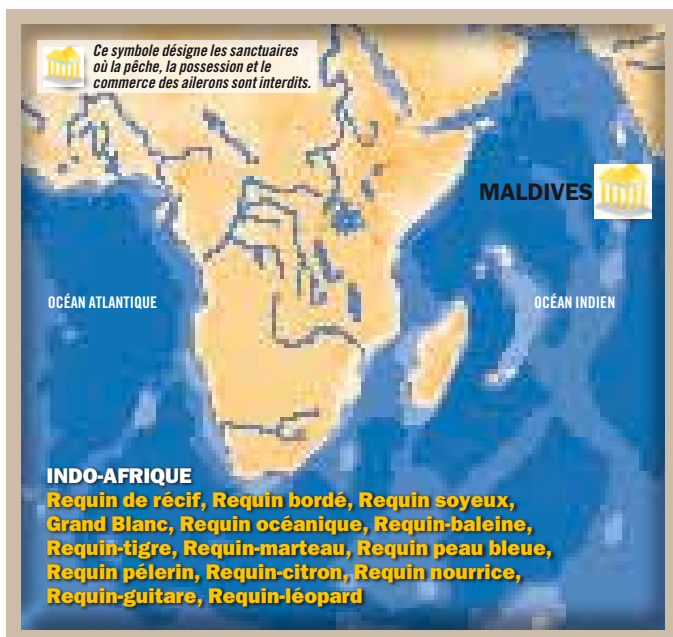 Ce symbole désigne les sanctuaires
où la pêche, la possession et le
commerce des ailerons sont interdits.
MALDIVES
OCÉAN ATLANTIQUE
OCÉAN INDIEN
INDO-AFRIQUE
Requin de récif, Requin bordé, Requin soyeux,
Grand Blanc, Requin océanique, Requin-baleine,
Requin-tigre, Requin-marteau, Requin peau bleue,
Requin pélerin, Requin-citron, Requin nourrice,
Requin-guitare, Requin-léopard